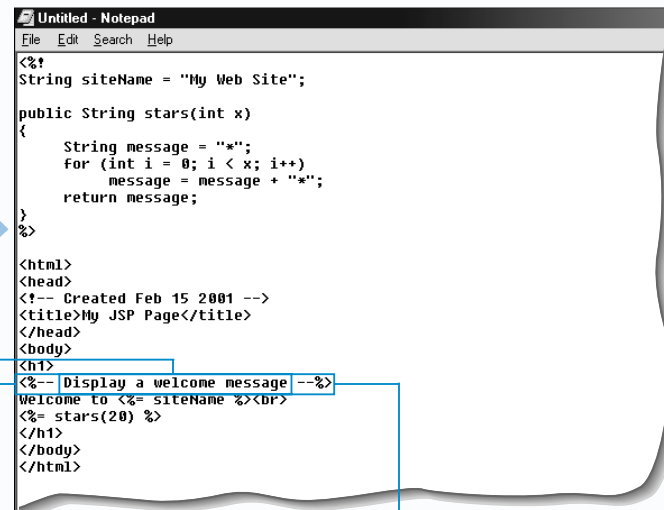 Untitled - Notepad
File Edit Search Help
<%!
String siteName = "My Web Site";
public String stars(int x)
{
String message = "*";
for (int i = 0; i < x; i++)
message = message + "*";
return message;
}
%>
<html>
<head>
<!-- Created Feb 15 2001 -->
<title>My JSP Page</title>
</head>
<body>
<h1>
<%-- Display a welcome message --%>
Welcome to <%= siteName %><br>
<%= stars(20) %>
</h1>
</body>
</html>